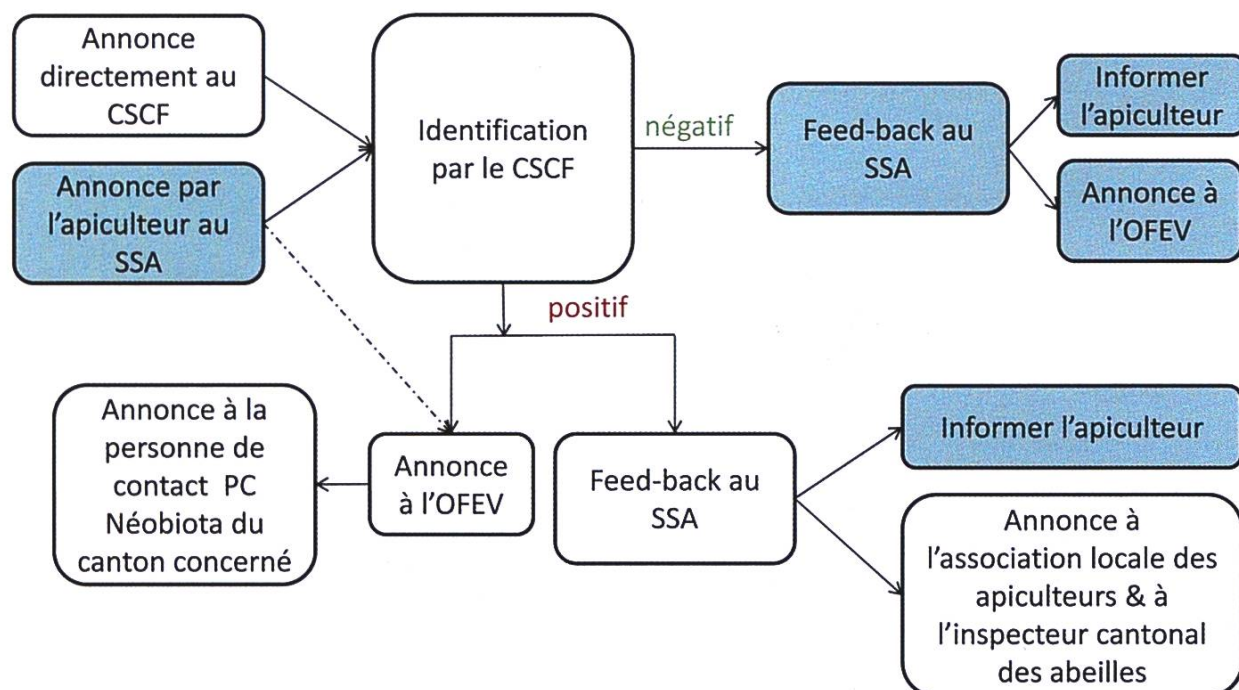 Annonce
directement au
CSCF
Annonce par
l'apiculteur au
SSA
Identification
par le CSCF
négatif
Feed-back au
SSA
Informer
l'apiculteur
Annonce à
l'OFEV
positif
Annonce à la
personne de
contact PC
Néobiota du
canton concerné
Annonce
à l'OFEV
Feed-back au
SSA
Informer l'apiculteur
Annonce à
l'association locale des
apiculteurs & à
l'inspecteur cantonal
des abeilles